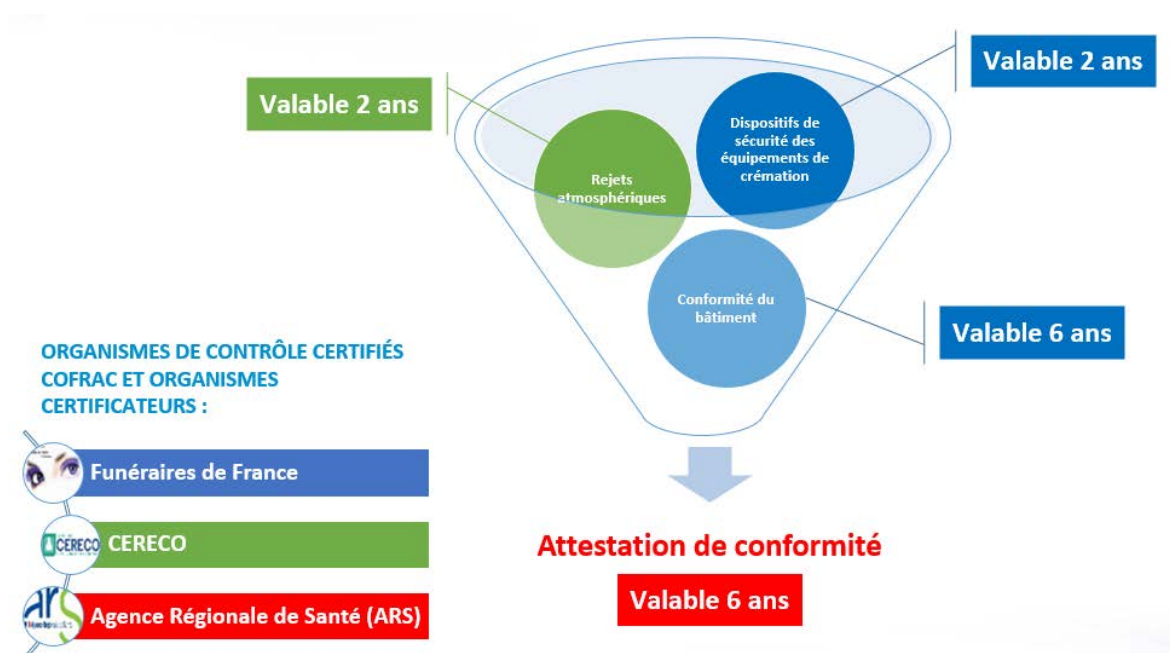 Valable 2 ans
Valable 2 ans
Dispositifs de
sécurité des
équipements de
crémation
Rejets
atmosphériques
Conformité du
bâtiment
Valable 6 ans
ORGANISMES DE CONTRÔLE CERTIFIÉS
COFRAC ET ORGANISMES
CERTIFICATEURS :
Funéraires de France
CERECO
CERECO
ars
Agence Régionale de Santé (ARS)
Attestation de conformité
Valable 6 ans